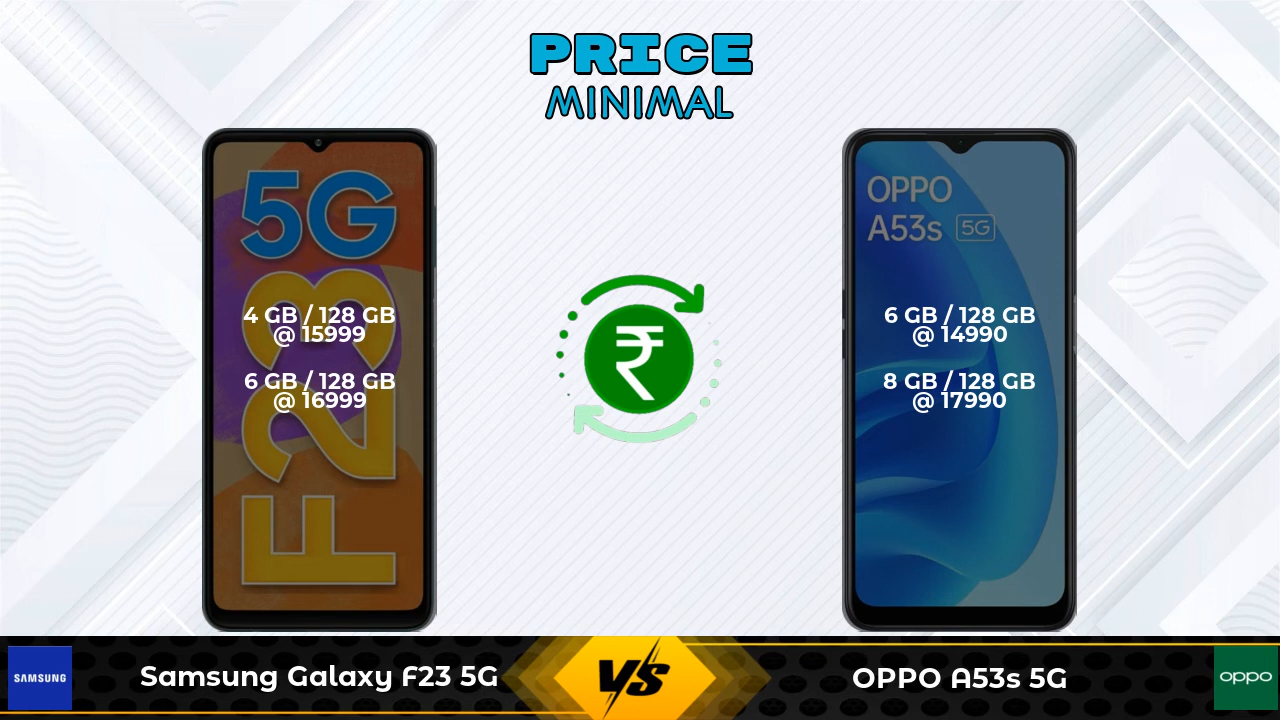 PRICE
MINIMAL
5G
F23
4 GB / 128 GB
@ 15999
6 GB / 128 GB
@ 16999
₹
OPPO
A53s 5G
6 GB / 128 GB
@ 14990
8 GB / 128 GB
@ 17990
SAMSUNG
Samsung Galaxy F23 5G
VS
OPPO A53s 5G
oppo